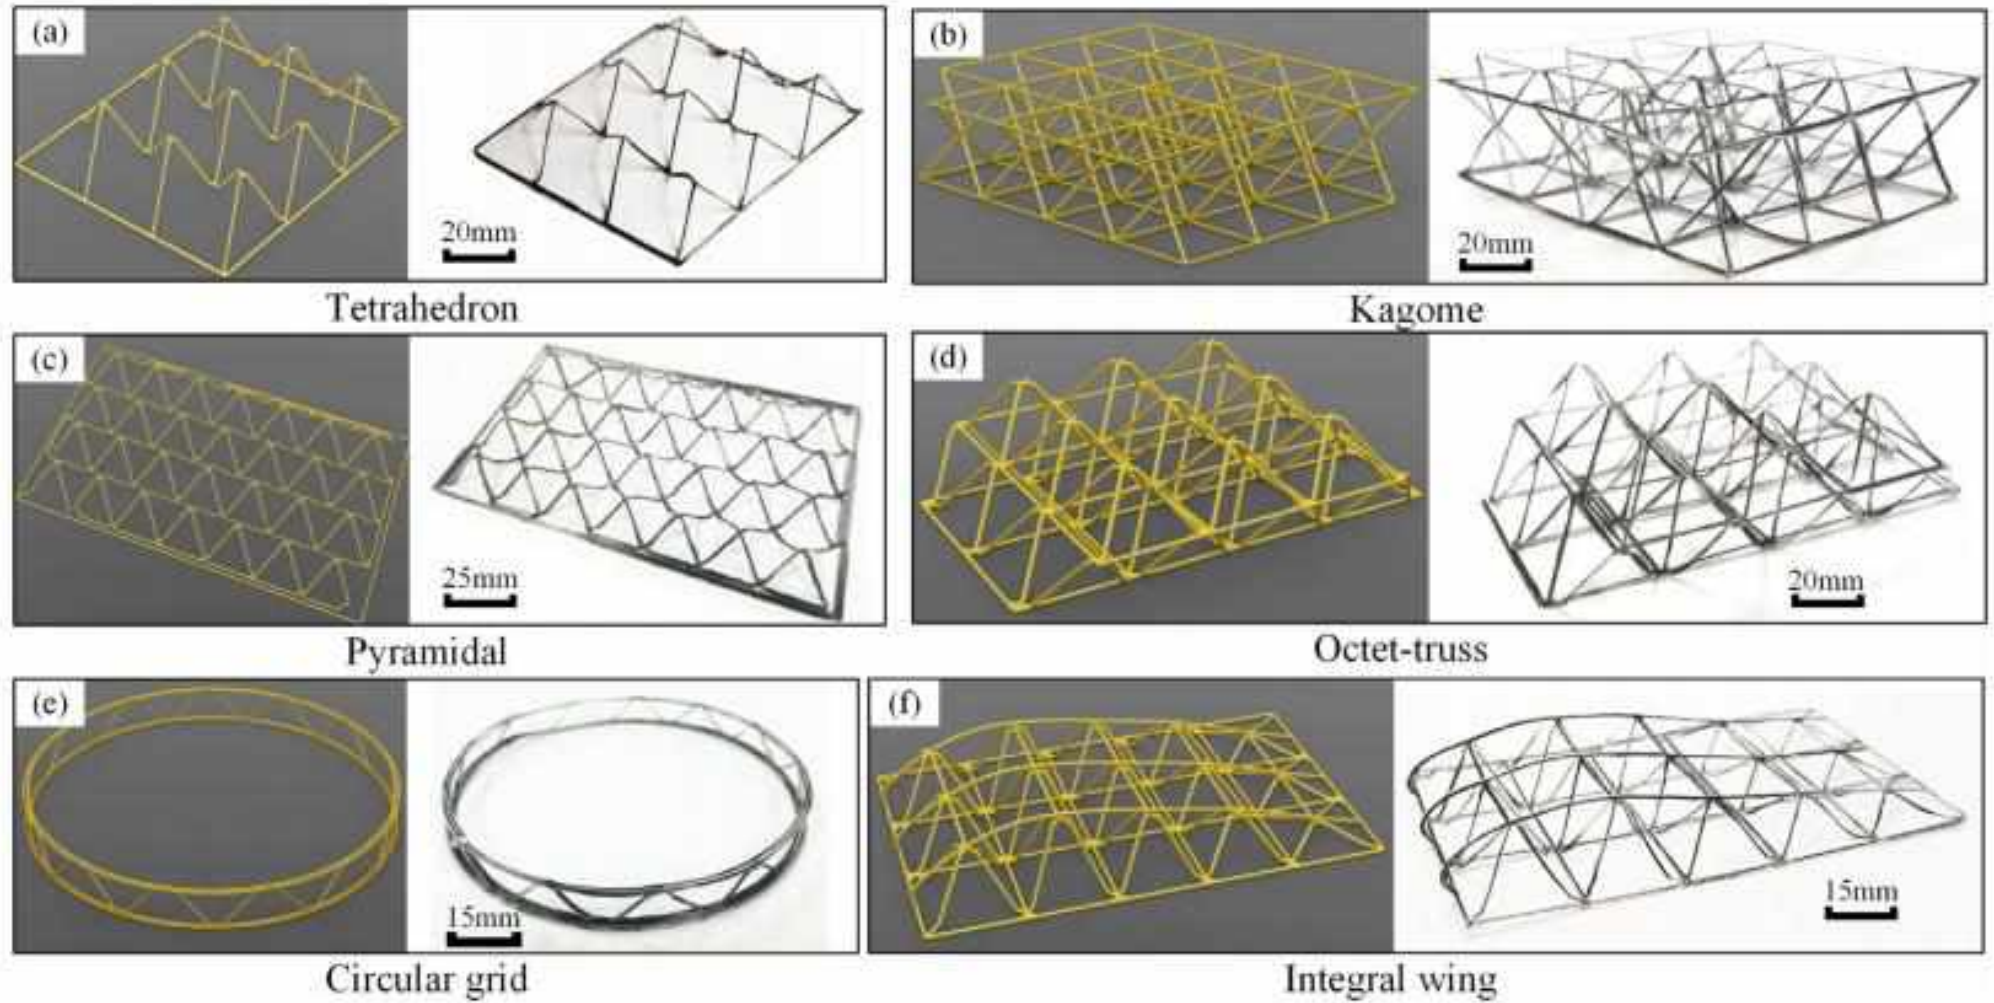 (a)
20mm
(b)
20mm
Tetrahedron
Kagome
(c)
25mm
(d)
20mm
Pyramidal
Octet-truss
(e)
15mm
(f)
15mm
Circular grid
Integral wing